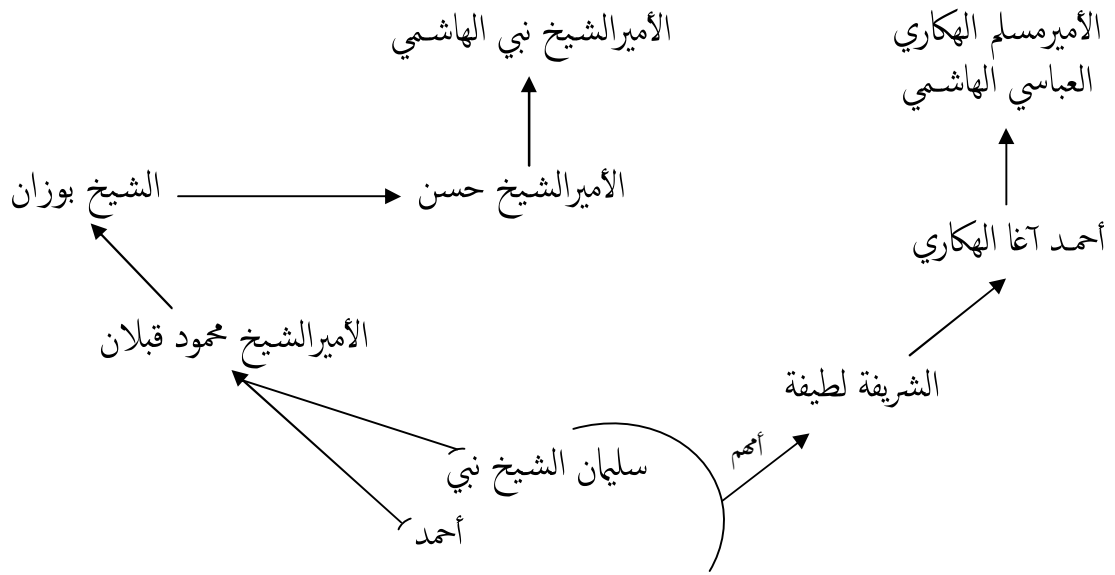 الأميرمسلم الهكاري
العباسي الهاشمي
الأميرالشيخ نبي الهاشمي
أحمد آغا الهكاري
الأميرالشيخ حسن
الشيخ بوزان
الشريفة لطيفة
الأميرالشيخ محمود قبلان
أمهم
سليمان الشيخ نبي
أحمد